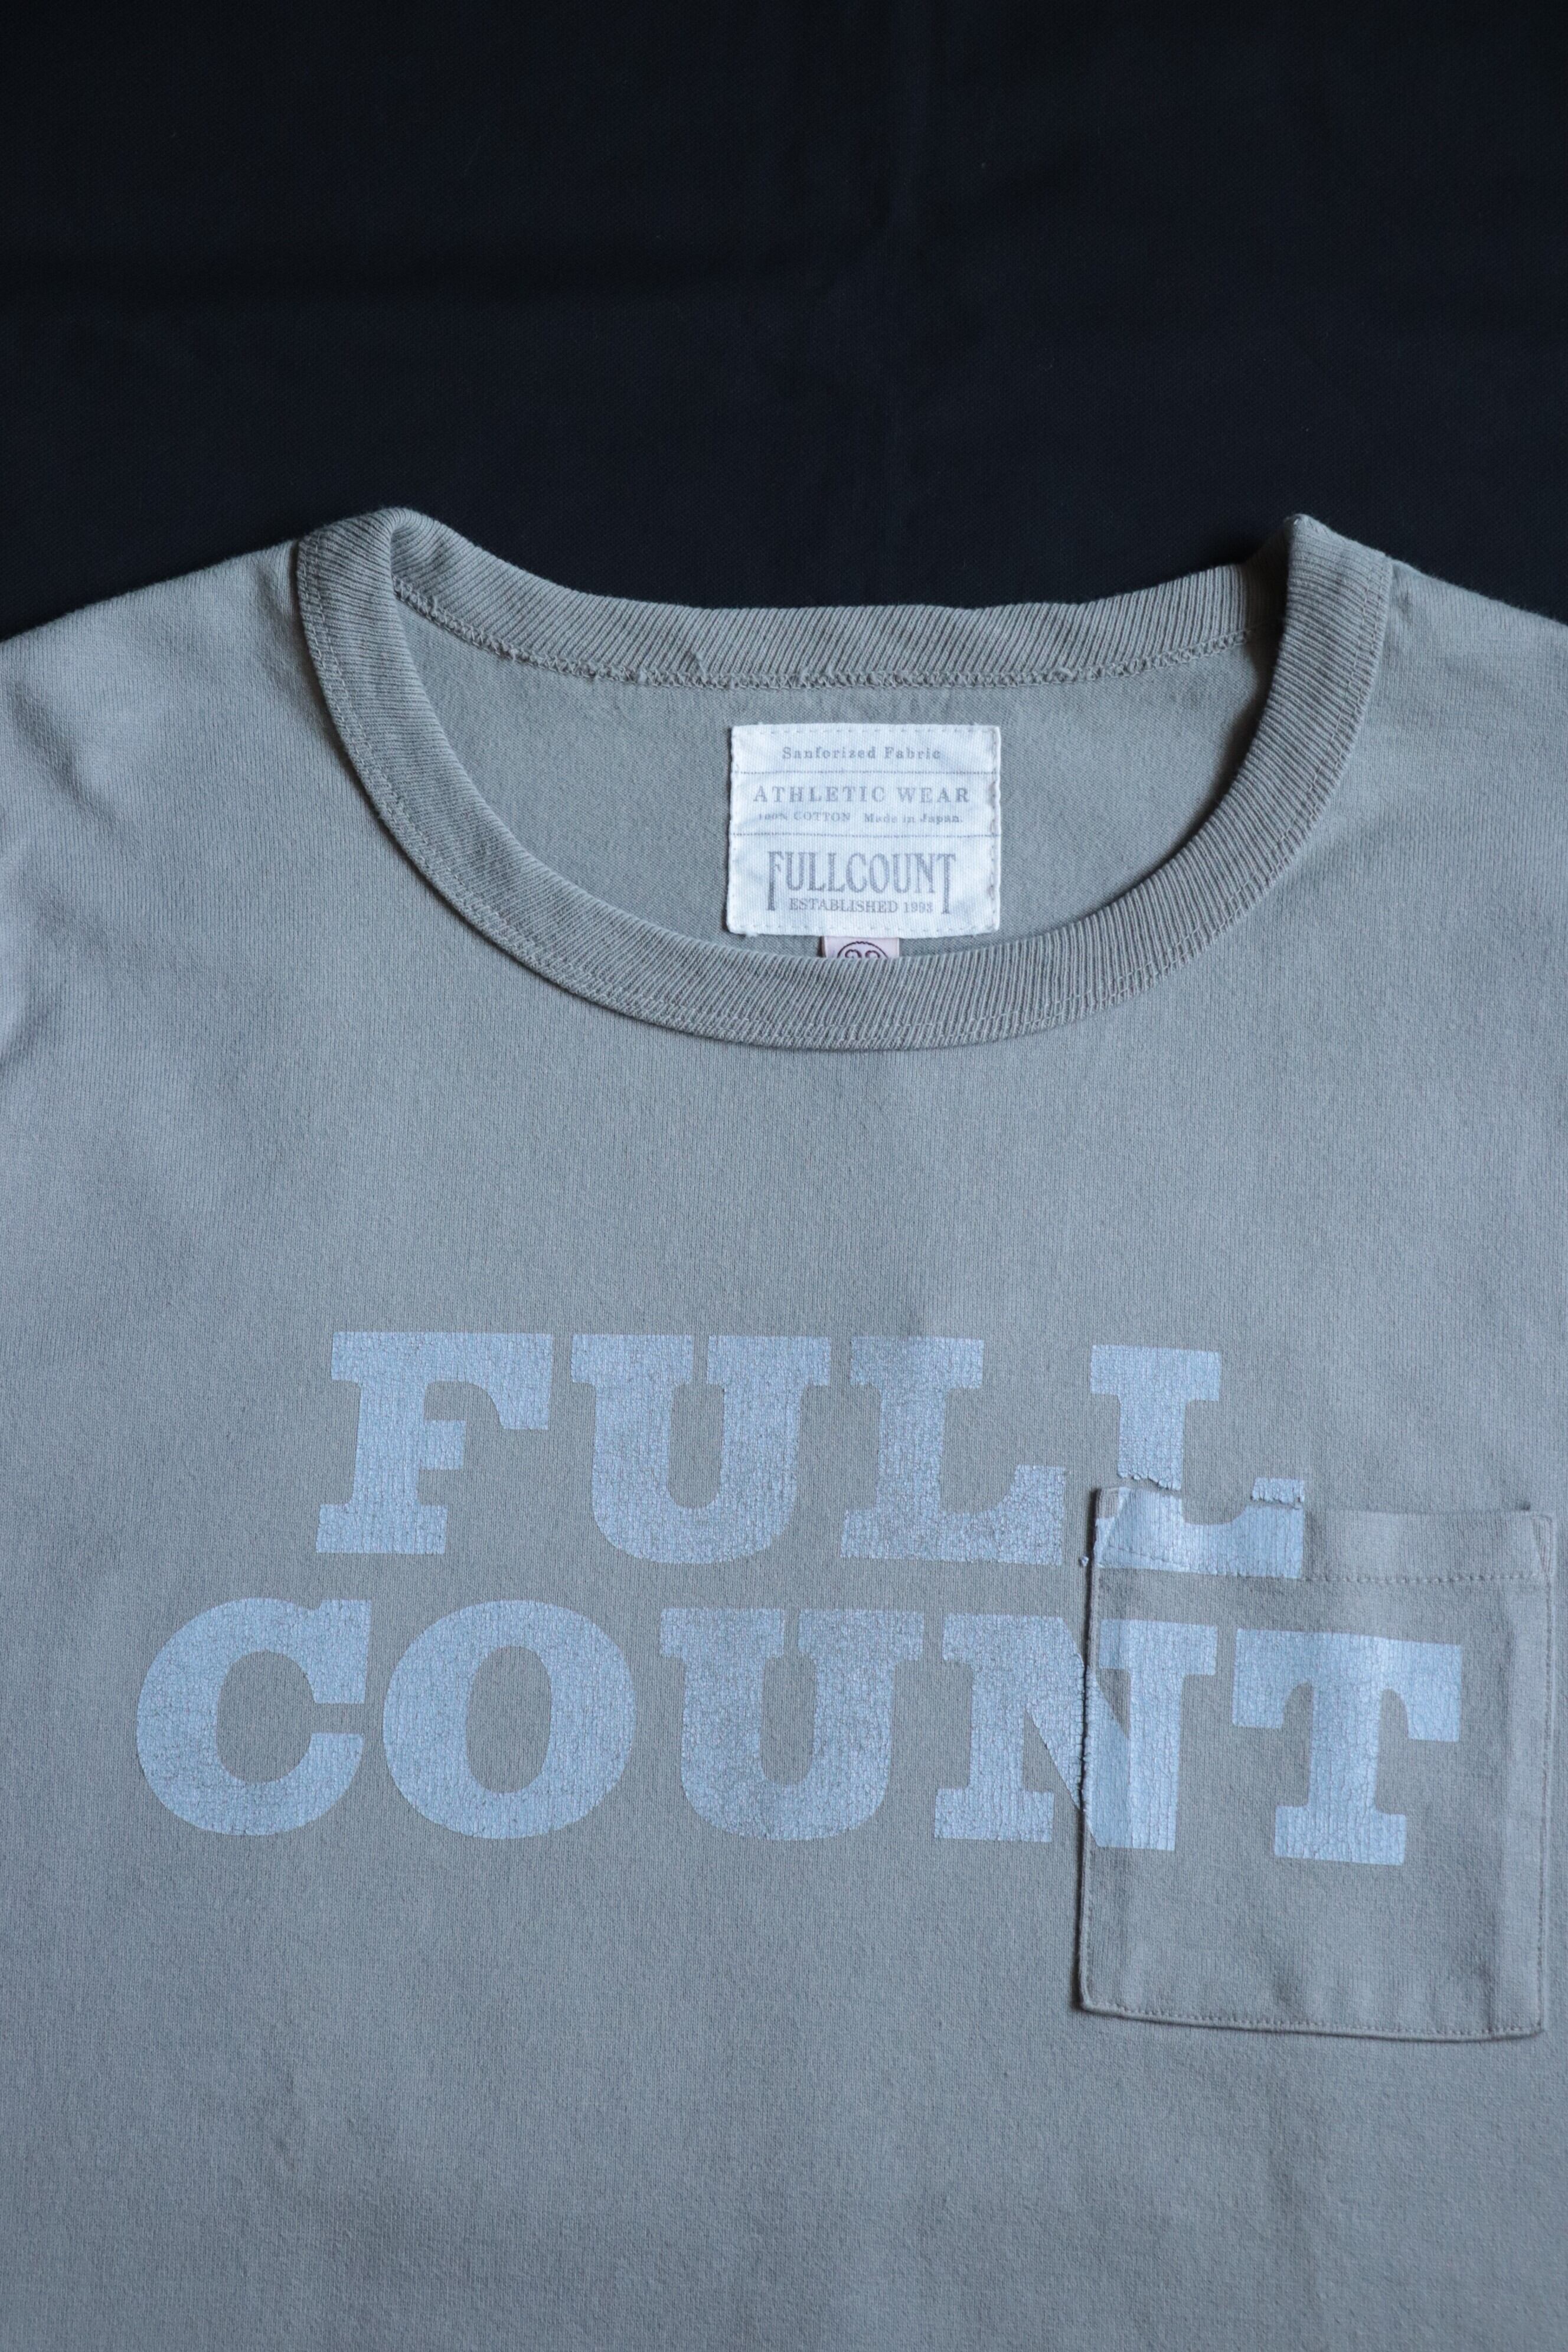 Sanforized Fabric
ATHLETIC WEAR
100% COTTON Made in Japan.
FULLCOUNT
ESTABLISHED 1993
FULL
COUNT